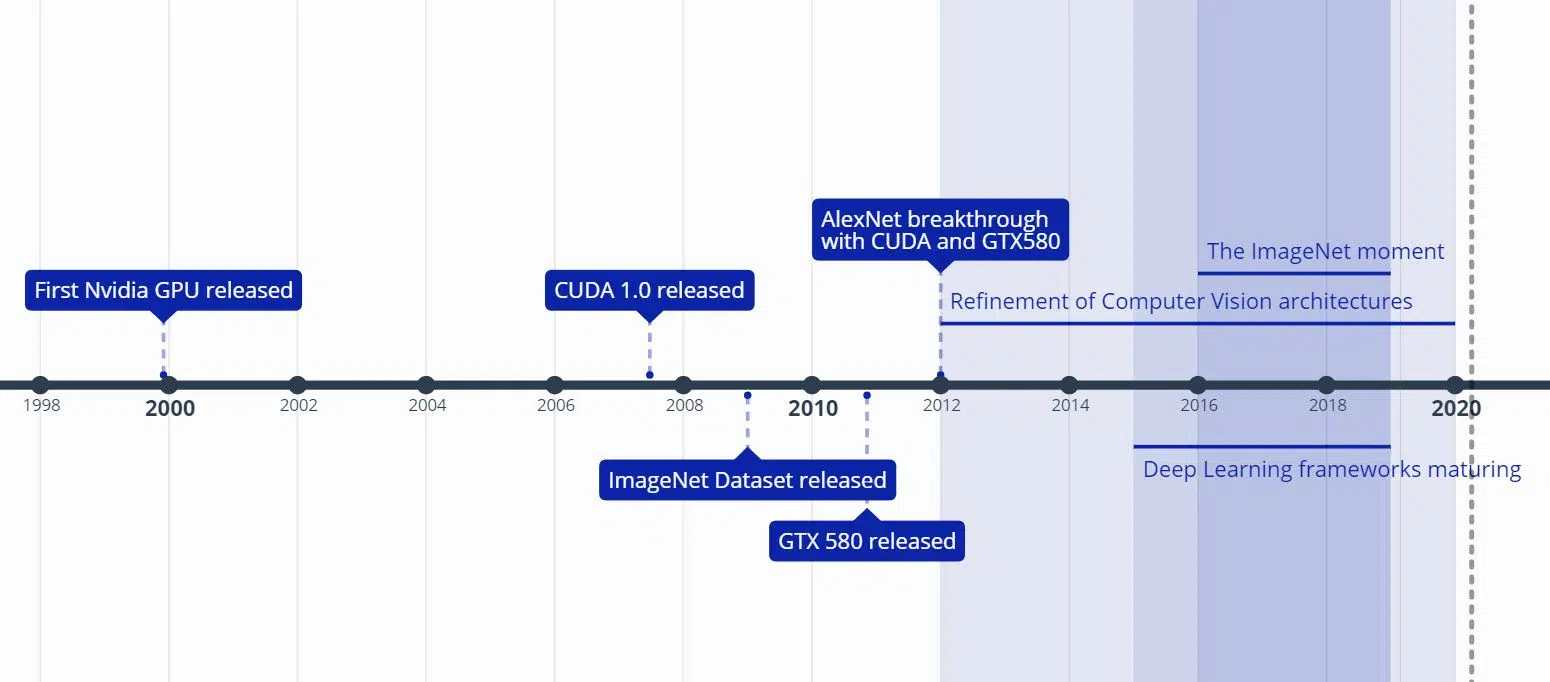 AlexNet breakthrough
with CUDA and GTX580
The ImageNet moment
First Nvidia GPU released
CUDA 1.0 released
Refinement of Computer Vision architectures
1998
2000
2002
2004
2006
2008
2010
2012
2014
2016
2018
2020
ImageNet Dataset released
Deep Learning frameworks maturing
GTX 580 released